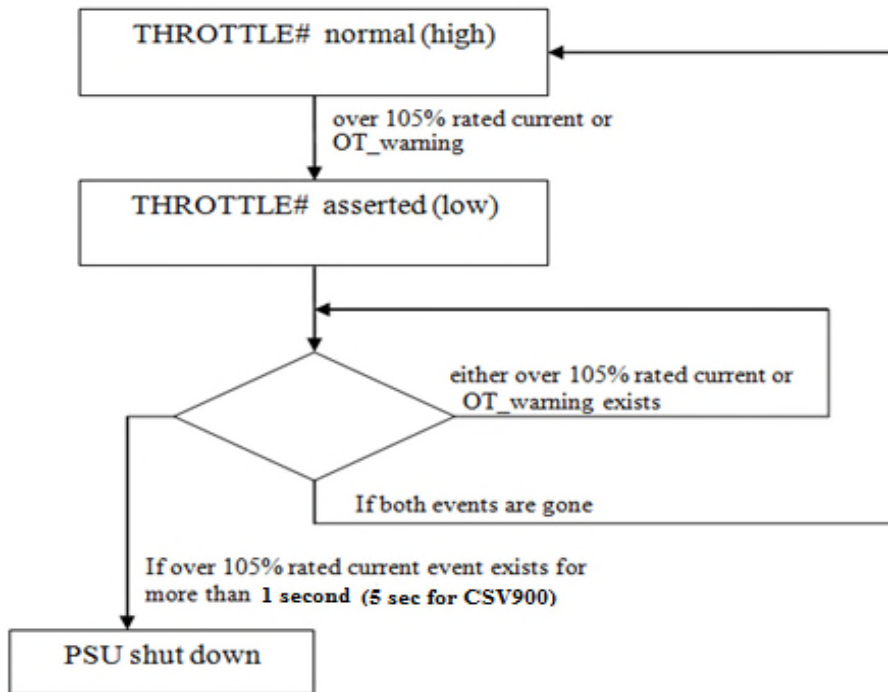 THROTTLE# normal (high)
over 105% rated current or
OT_warning
THROTTLE# asserted (low)
either over 105% rated current or
OT_warning exists
If both events are gone
If over 105% rated current event exists for
more than 1 second (5 sec for CSV900)
PSU shut down